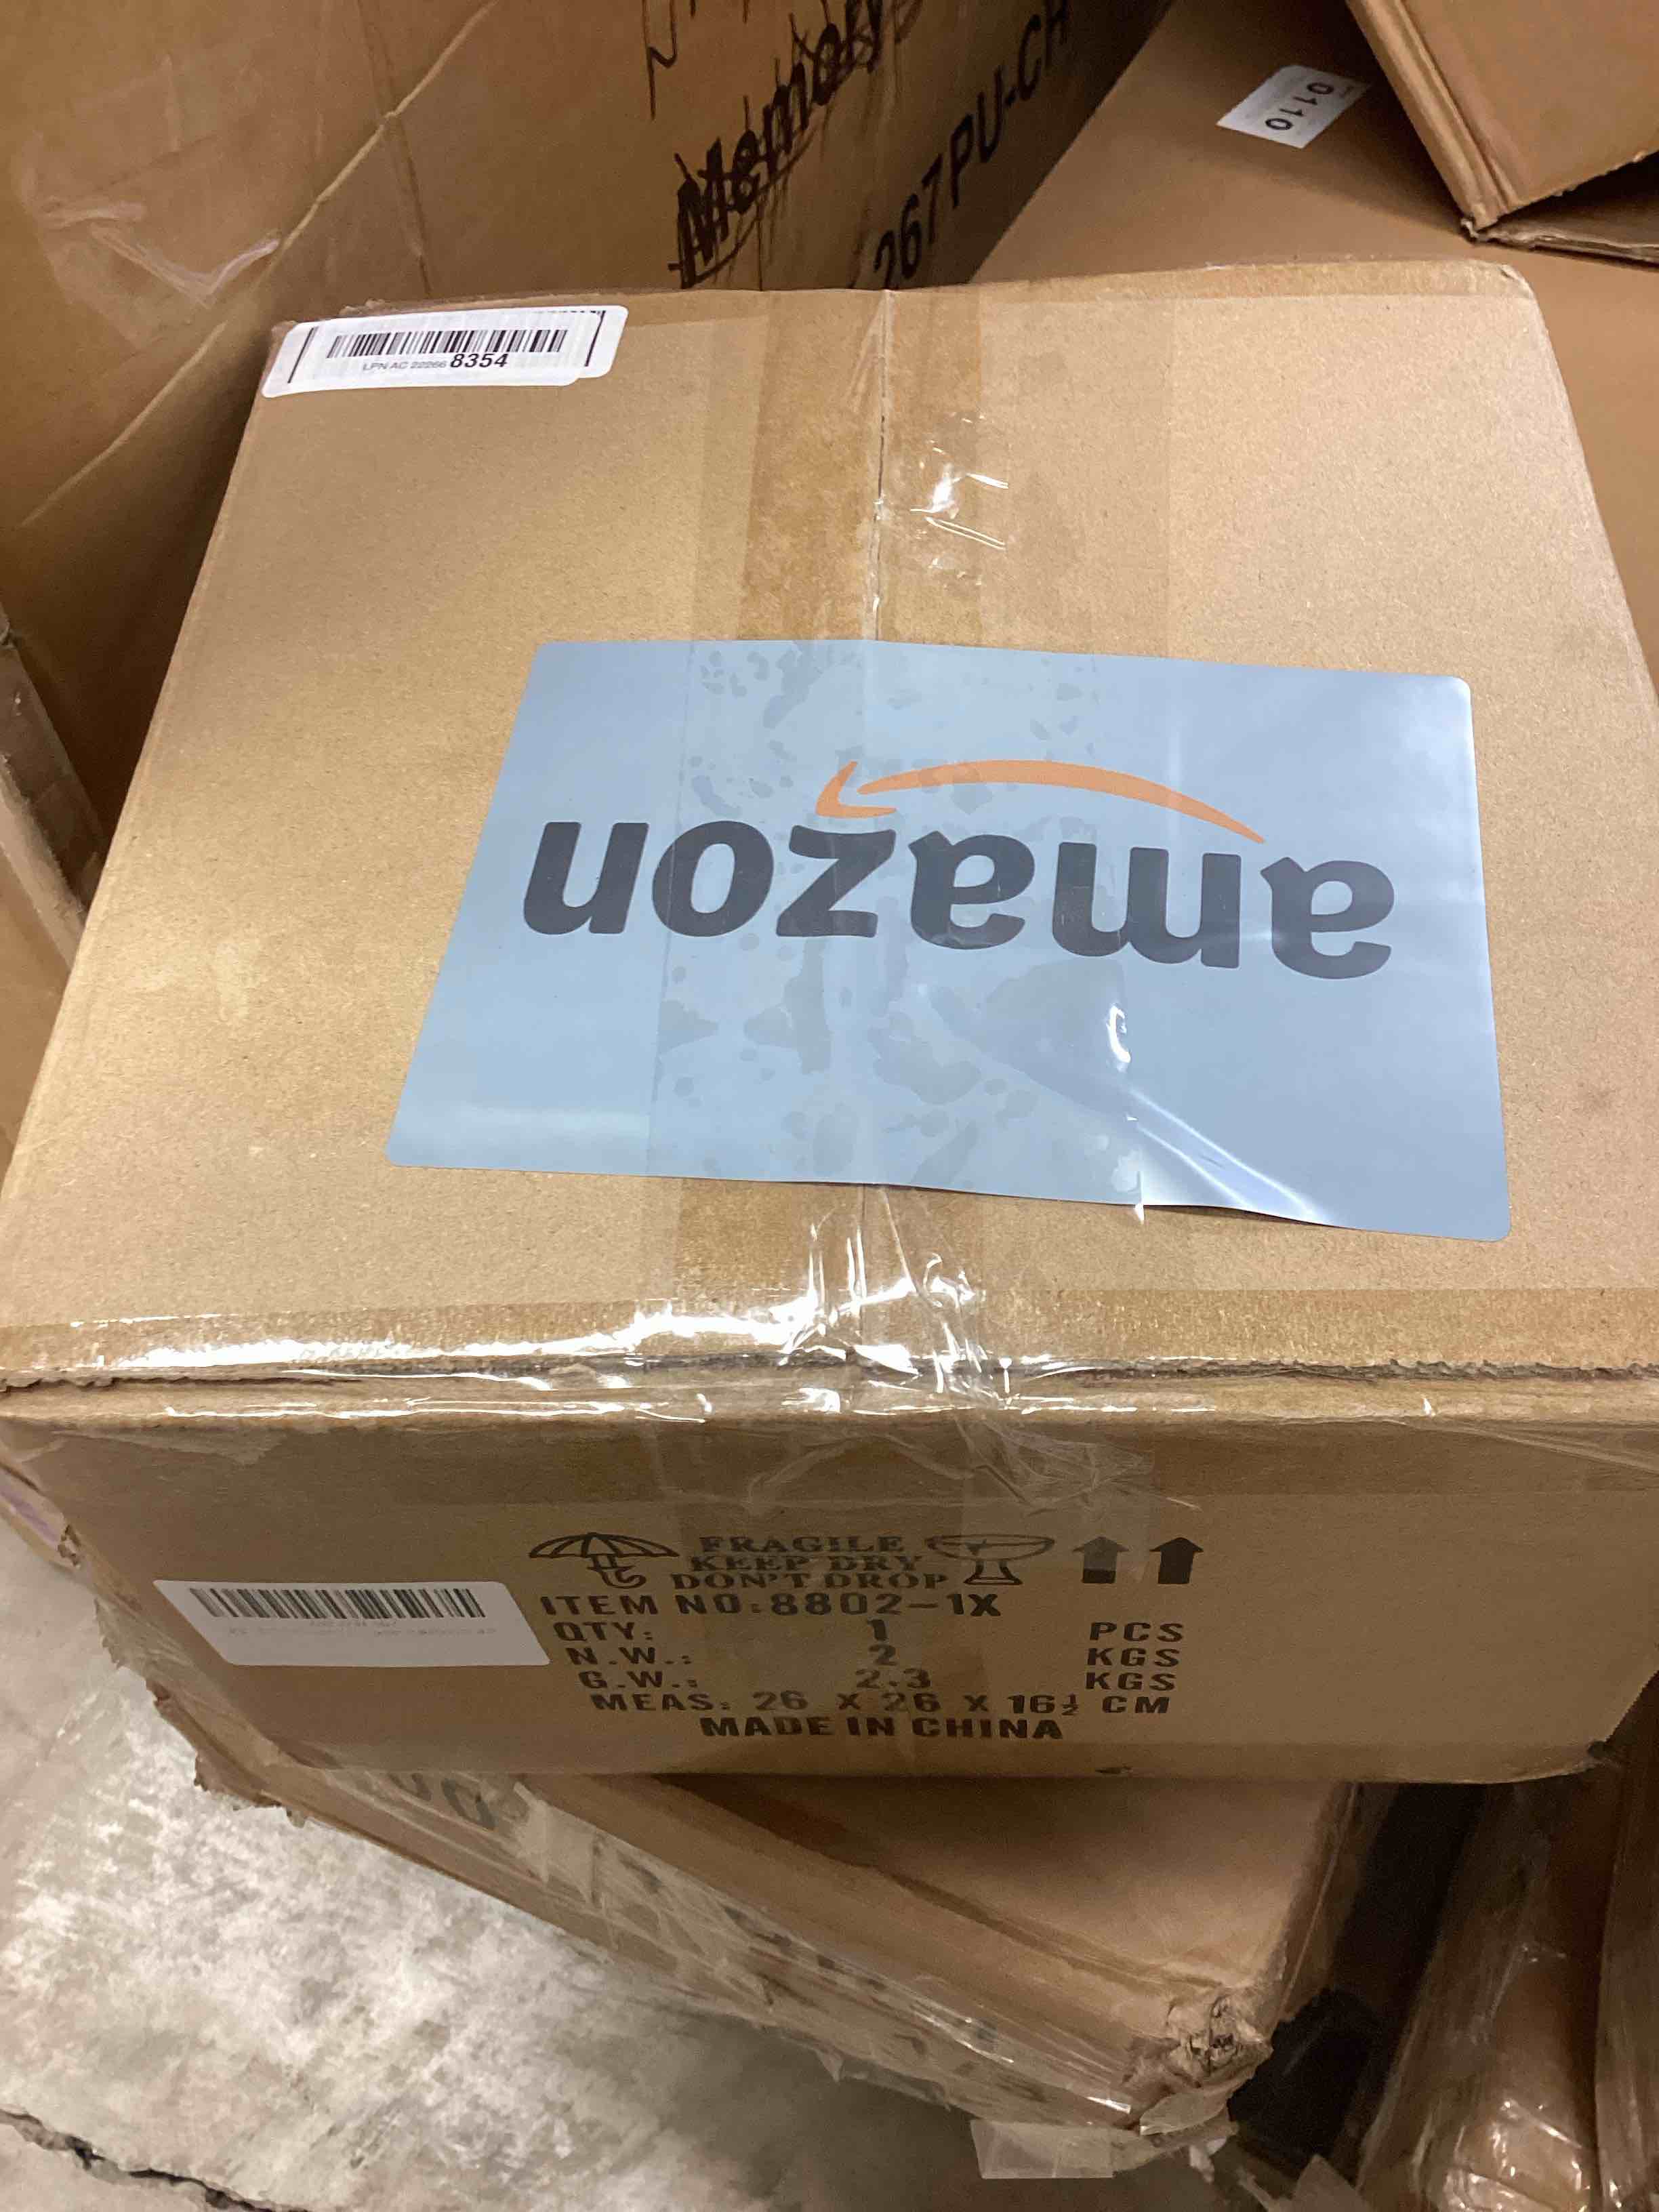 Memory
267PU-CH
0110
LPN AC 22266 8354
amazon
FRAGILE
KEEP DRY
DON'T DROP
ITEM NO:8802-1X
QTY: 1 PCS
N.W.: 2 KGS
G.W.: 2.3 KGS
MEAS: 26 X 26 X 16½ CM
MADE IN CHINA